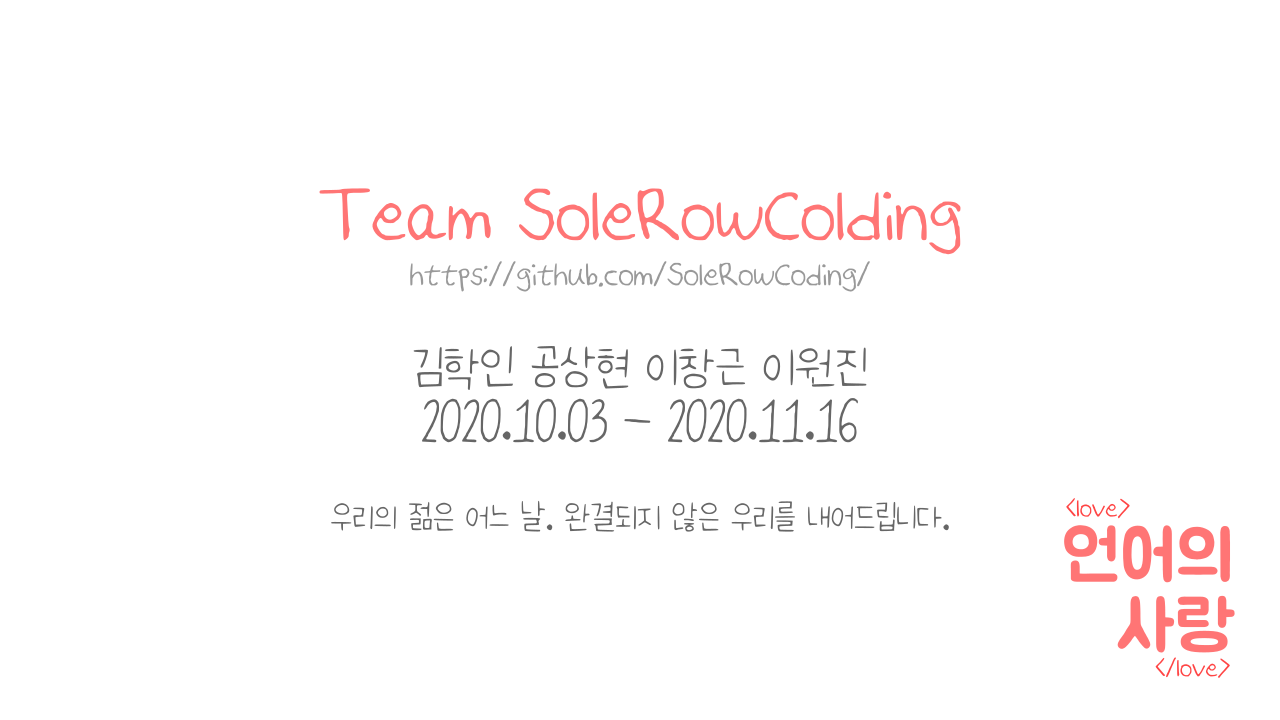 Team SoleRowColding
https://github.com/SoleRowCoding/
김학인 공상현 이창근 이원진
2020.10.03 - 2020.11.16
우리의 젊은 어느 날. 완결되지 않은 우리를 내어드립니다.
<love>
언어의
사랑
</love>